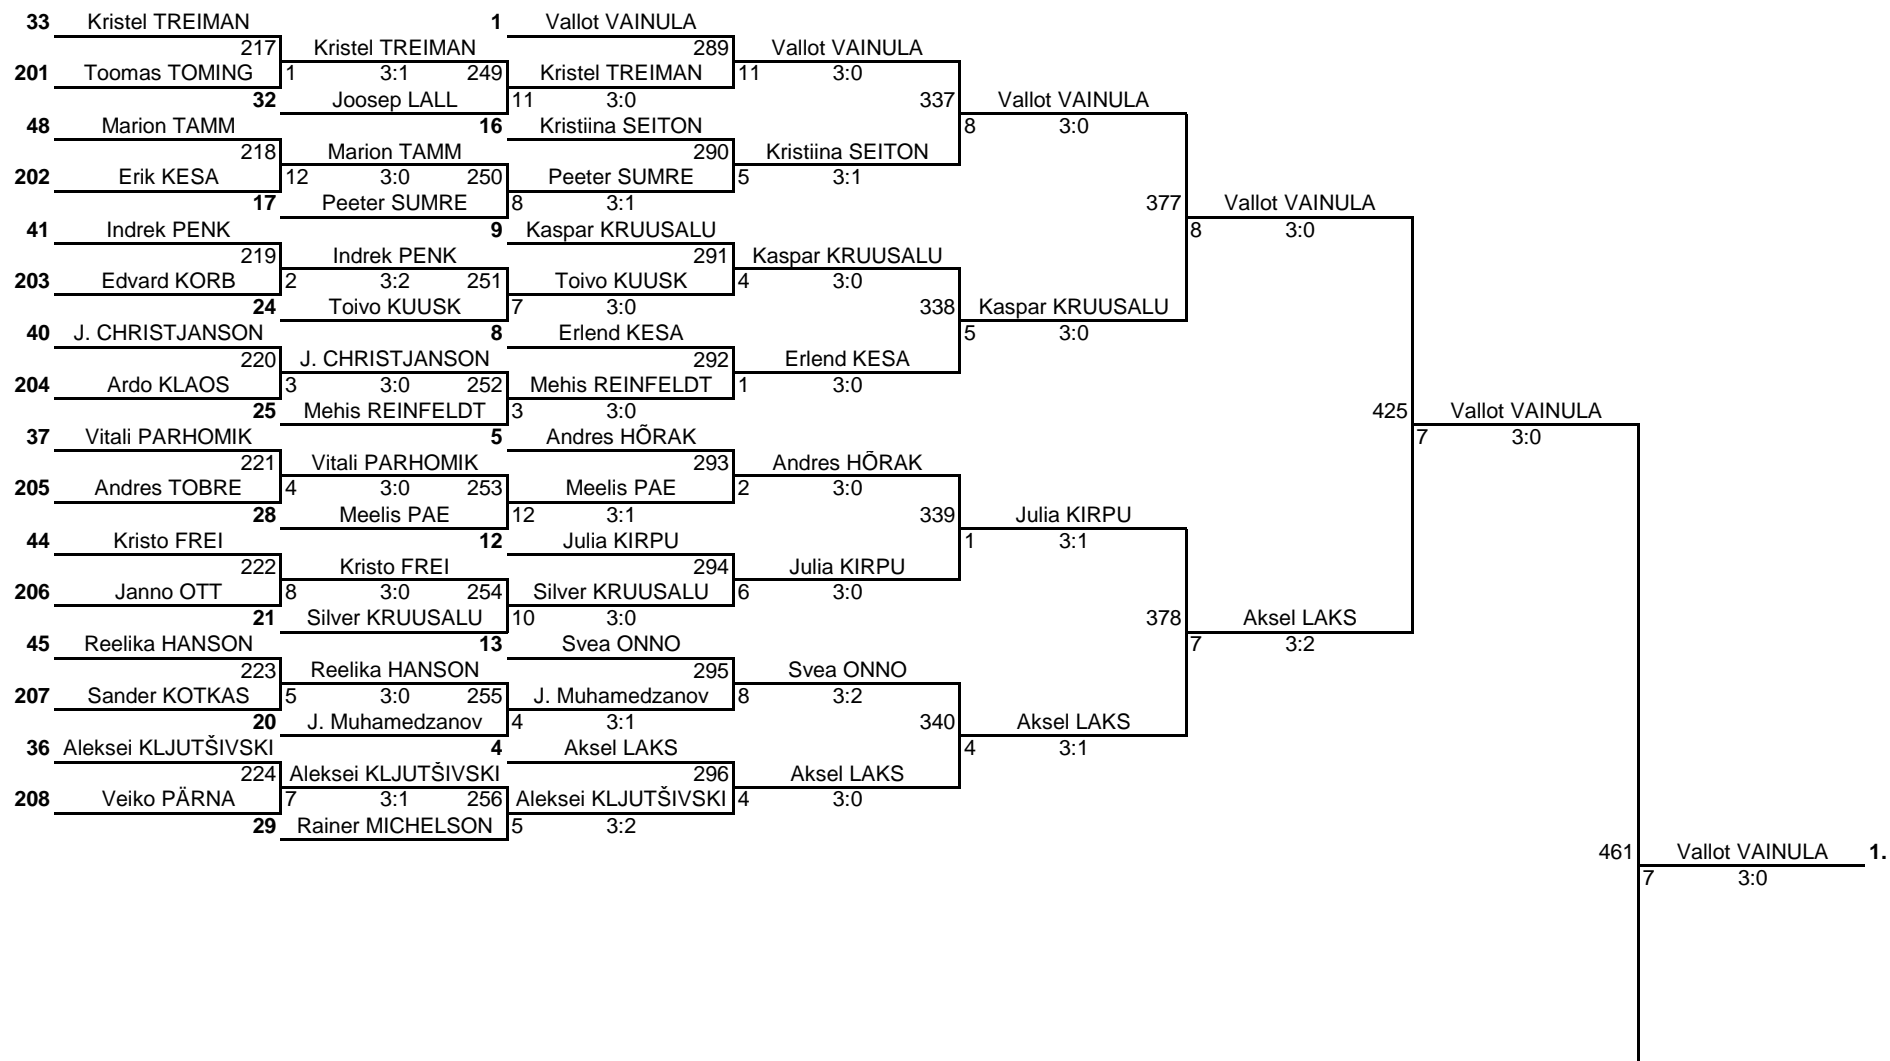 33 Kristel TREIMAN 1 Vallot VAINULA
217 Kristel TREIMAN 289 Vallot VAINULA
201 Toomas TOMING 1 3:1 249 Kristel TREIMAN 11 3:0
32 Joosep LALL 11 3:0 337 Vallot VAINULA
48 Marion TAMM 16 Kristiina SEITON 8 3:0
218 Marion TAMM 290 Kristiina SEITON
202 Erik KESA 12 3:0 250 Peeter SUMRE 5 3:1
17 Peeter SUMRE 8 3:1 377 Vallot VAINULA
41 Indrek PENK 9 Kaspar KRUUSALU 8 3:0
219 Indrek PENK 291 Kaspar KRUUSALU
203 Edvard KORB 2 3:2 251 Toivo KUUSK 4 3:0
24 Toivo KUUSK 7 3:0 338 Kaspar KRUUSALU
40 J. CHRISTJANSON 8 Erlend KESA 5 3:0
220 J. CHRISTJANSON 292 Erlend KESA
204 Ardo KLAOS 3 3:0 252 Mehis REINFELDT 1 3:0
25 Mehis REINFELDT 3 3:0 425 Vallot VAINULA
37 Vitali PARHOMIK 5 Andres HÕRAK 7 3:0
221 Vitali PARHOMIK 293 Andres HÕRAK
205 Andres TOBRE 4 3:0 253 Meelis PAE 2 3:0
28 Meelis PAE 12 3:1 339 Julia KIRPU
44 Kristo FREI 12 Julia KIRPU 1 3:1
222 Kristo FREI 294 Julia KIRPU
206 Janno OTT 8 3:0 254 Silver KRUUSALU 6 3:0
21 Silver KRUUSALU 10 3:0 378 Aksel LAKS
45 Reelika HANSON 13 Svea ONNO 7 3:2
223 Reelika HANSON 295 Svea ONNO
207 Sander KOTKAS 5 3:0 255 J. Muhamedzanov 8 3:2
20 J. Muhamedzanov 4 3:1 340 Aksel LAKS
36 Aleksei KLJUTŠIVSKI 4 Aksel LAKS 4 3:1
224 Aleksei KLJUTŠIVSKI 296 Aksel LAKS
208 Veiko PÄRNA 7 3:1 256 Aleksei KLJUTŠIVSKI 4 3:0
29 Rainer MICHELSON 5 3:2
461 Vallot VAINULA 1.
7 3:0